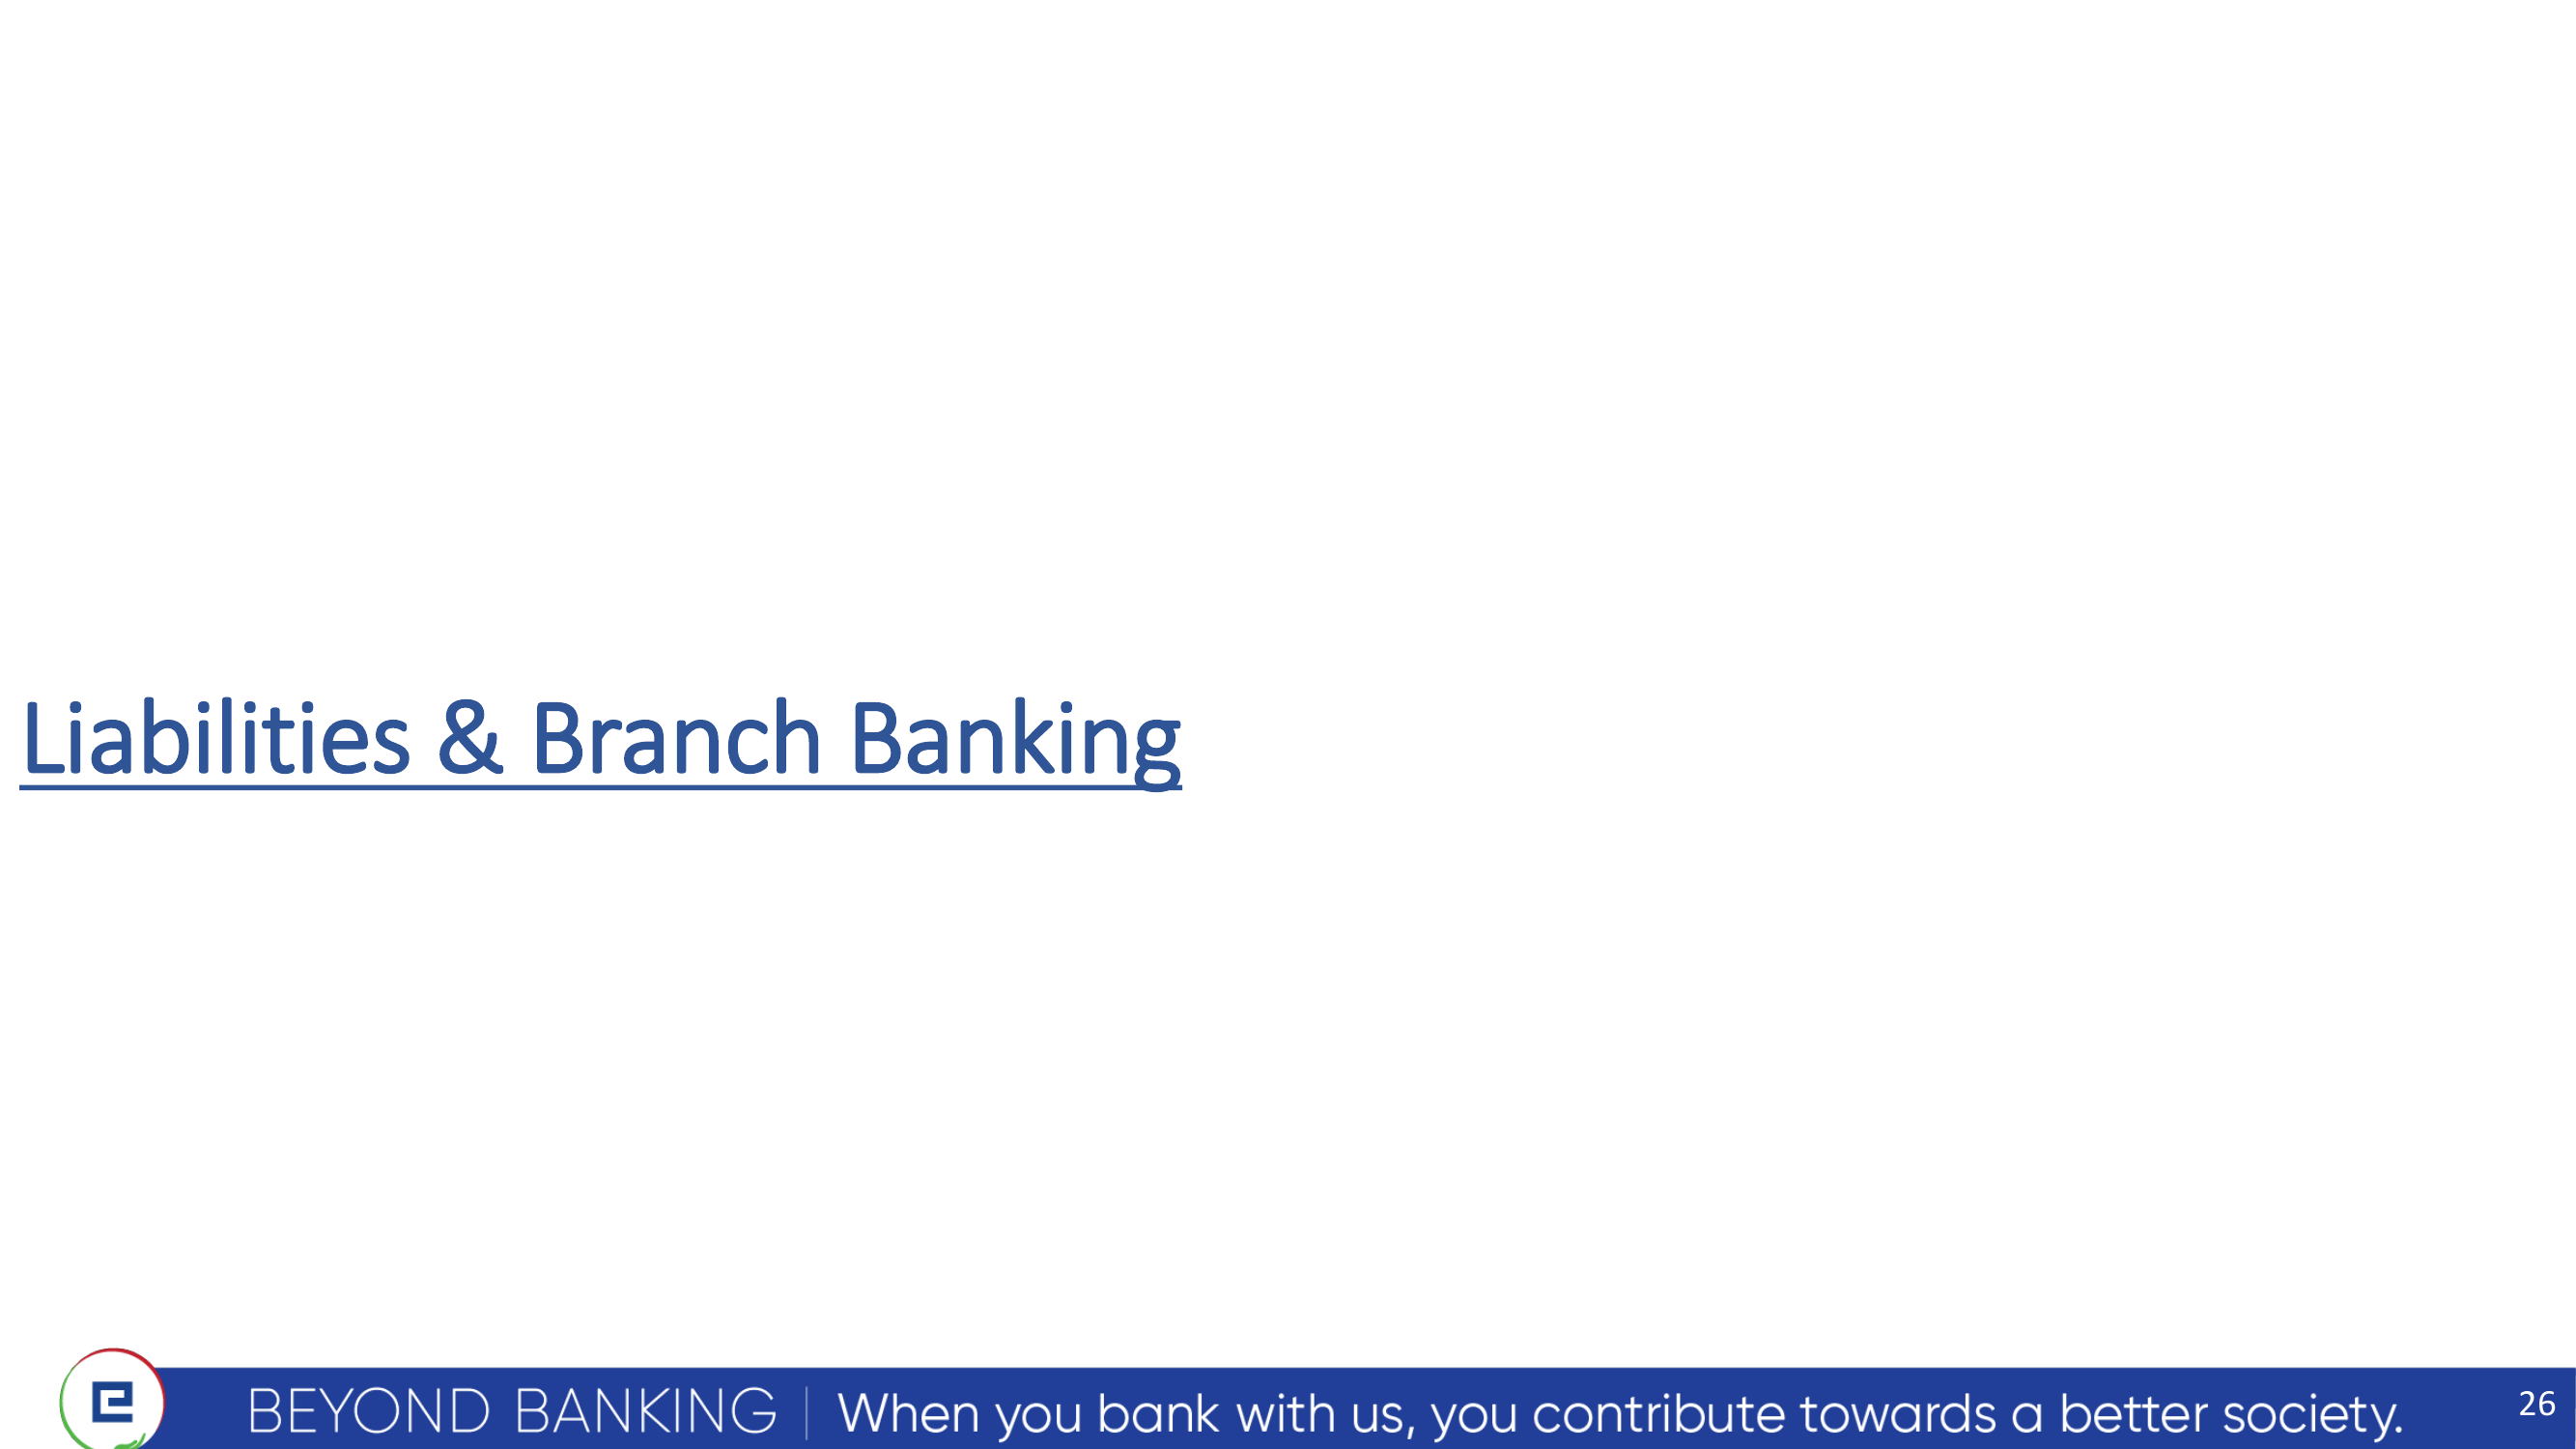 Liabilities & Branch Banking
BEYOND BANKING | When you bank with us, you contribute towards a better society.
26